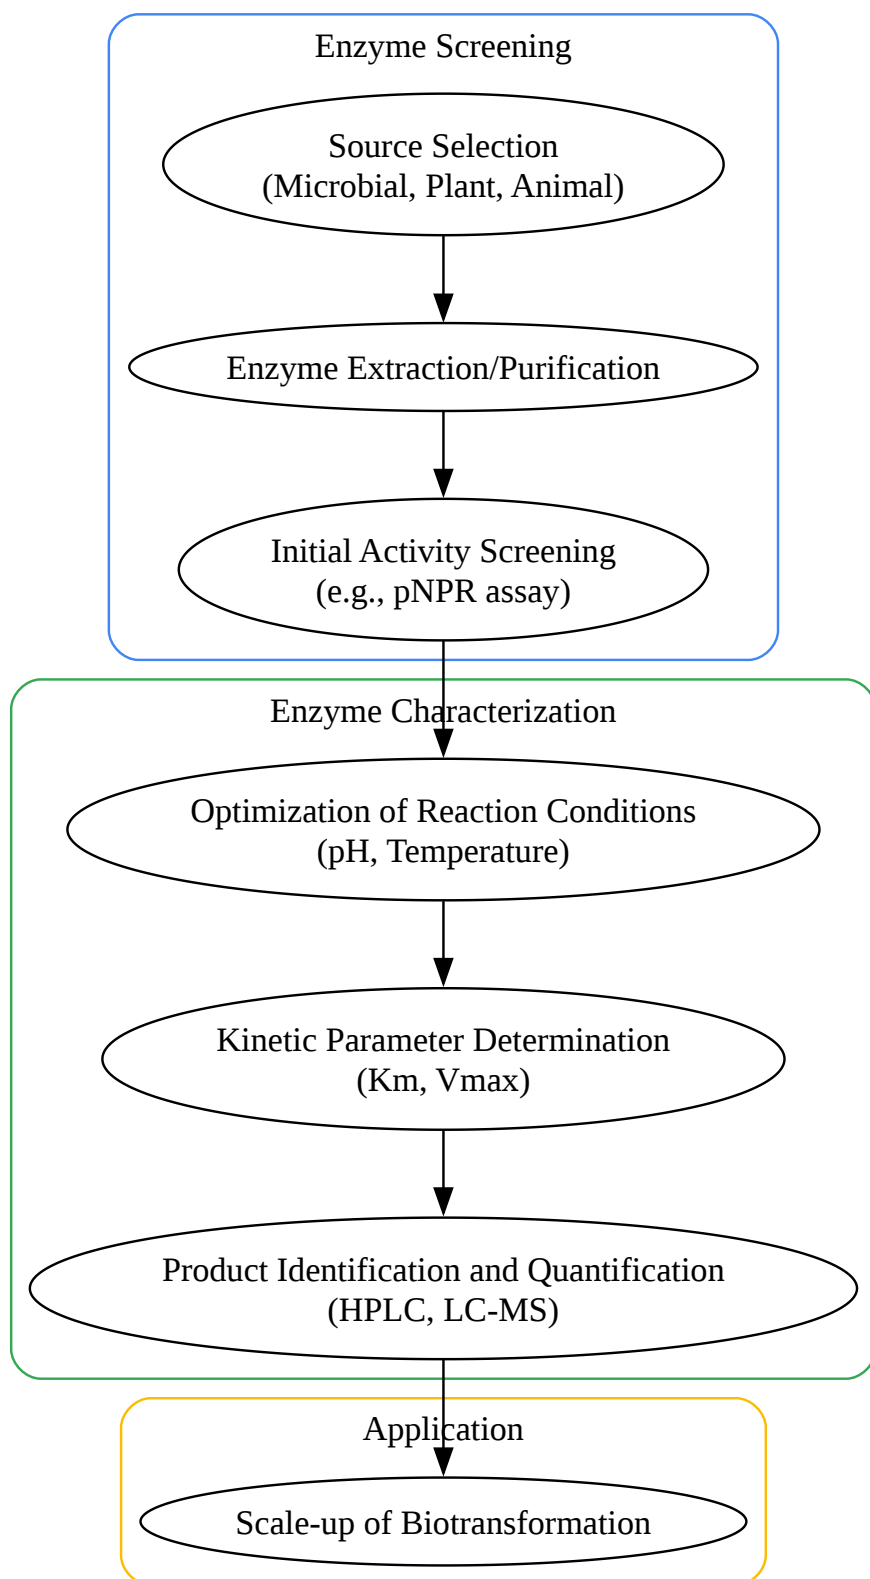 Enzyme Screening
Source Selection
(Microbial, Plant, Animal)
Enzyme Extraction/Purification
Initial Activity Screening
(e.g., pNPR assay)
Enzyme Characterization
Optimization of Reaction Conditions
(pH, Temperature)
Kinetic Parameter Determination
(Km, Vmax)
Product Identification and Quantification
(HPLC, LC-MS)
Application
Scale-up of Biotransformation